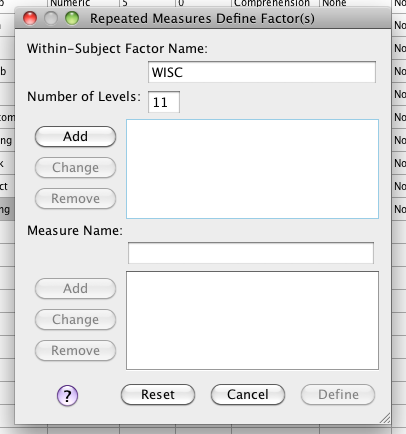 Numeric 5 0 Comprehension None
Repeated Measures Define Factor(s)
Within-Subject Factor Name:
WISC
Number of Levels: 11
Add
Change
Remove
Measure Name:
Add
Change
Remove
? Reset Cancel Define